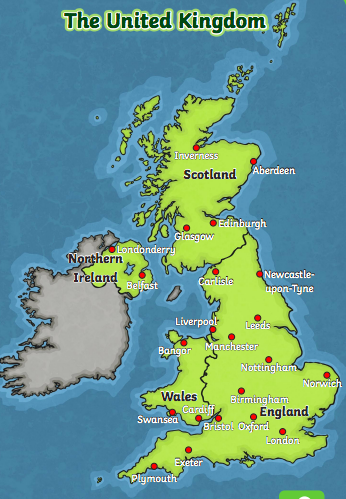 The United Kingdom
Inverness
Scotland
Aberdeen
Edinburgh
Glasgow
Londonderry
Northern
Ireland
Belfast
Carlisle
Newcastle-
upon-Tyne
Liverpool
Leeds
Manchester
Bangor
Nottingham
Norwich
Birmingham
Wales
Cardiff
England
Swansea
Bristol
Oxford
London
Exeter
Plymouth